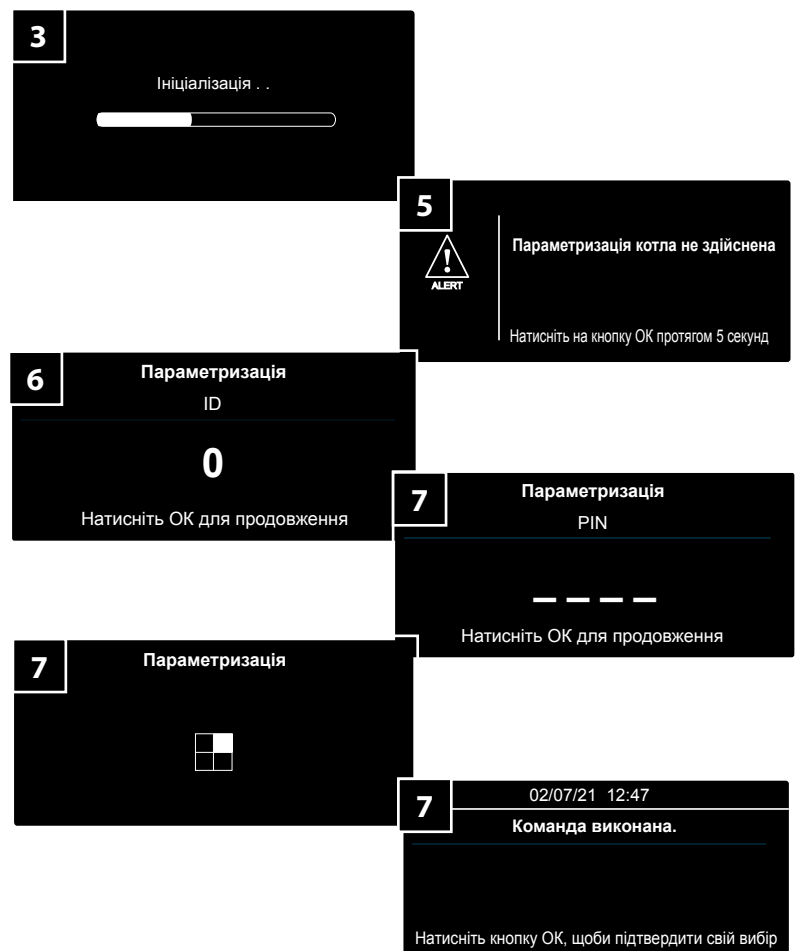 3
Ініціалізація . .
5
ALERT
Параметризація котла не здійснена
Натисніть на кнопку ОК протягом 5 секунд
6
Параметризація
ID
0
Натисніть ОК для продовження
7
Параметризація
PIN
_ _ _ _
Натисніть ОК для продовження
7
Параметризація
7
02/07/21 12:47
Команда виконана.
Натисніть кнопку ОК, щоби підтвердити свій вибір